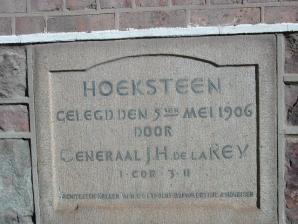 HOEKSTEEN
GELEGD DEN 5DEN MEI 1906
DOOR
GENERAAL J.H. DE LA REY
1 COR 3·11